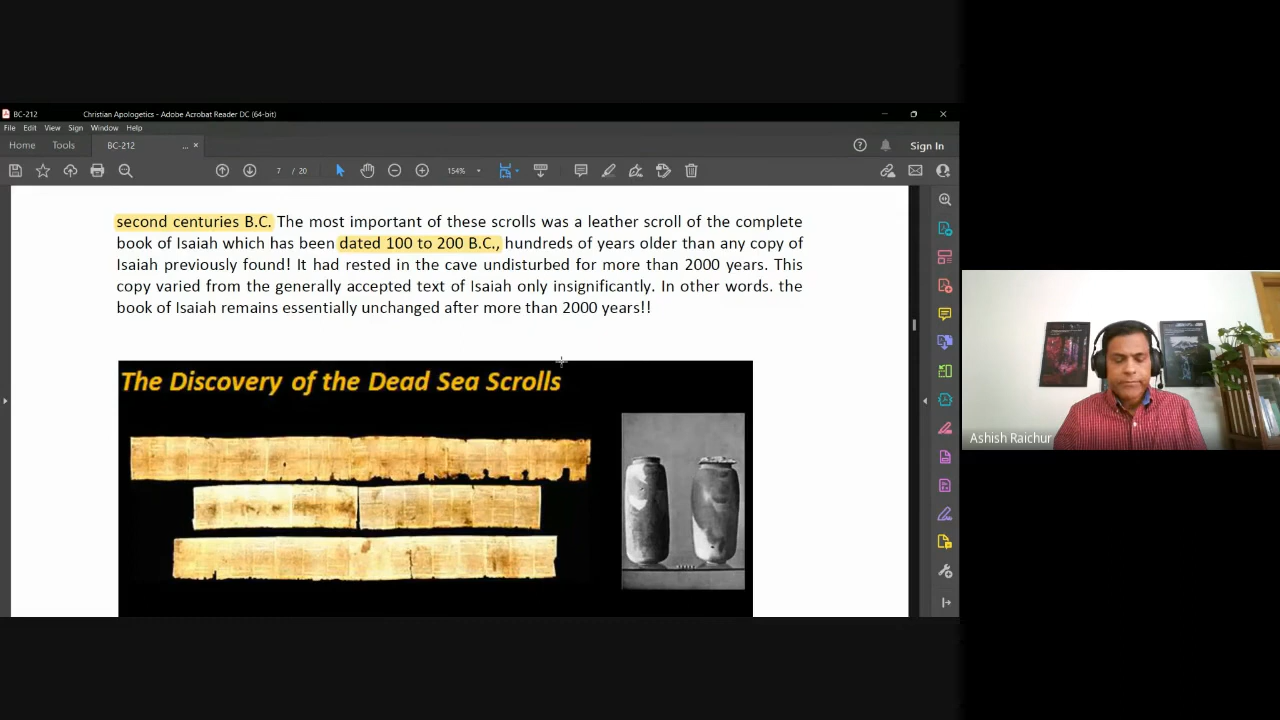 BC-212 Christian Apologetics - Adobe Acrobat Reader DC (64-bit)
File Edit View Sign Window Help
Home Tools BC-212 ... × Sign In
7 / 20 154%
second centuries B.C. The most important of these scrolls was a leather scroll of the complete
book of Isaiah which has been dated 100 to 200 B.C., hundreds of years older than any copy of
Isaiah previously found! It had rested in the cave undisturbed for more than 2000 years. This
copy varied from the generally accepted text of Isaiah only insignificantly. In other words. the
book of Isaiah remains essentially unchanged after more than 2000 years!!
The Discovery of the Dead Sea Scrolls
Ashish Raichur